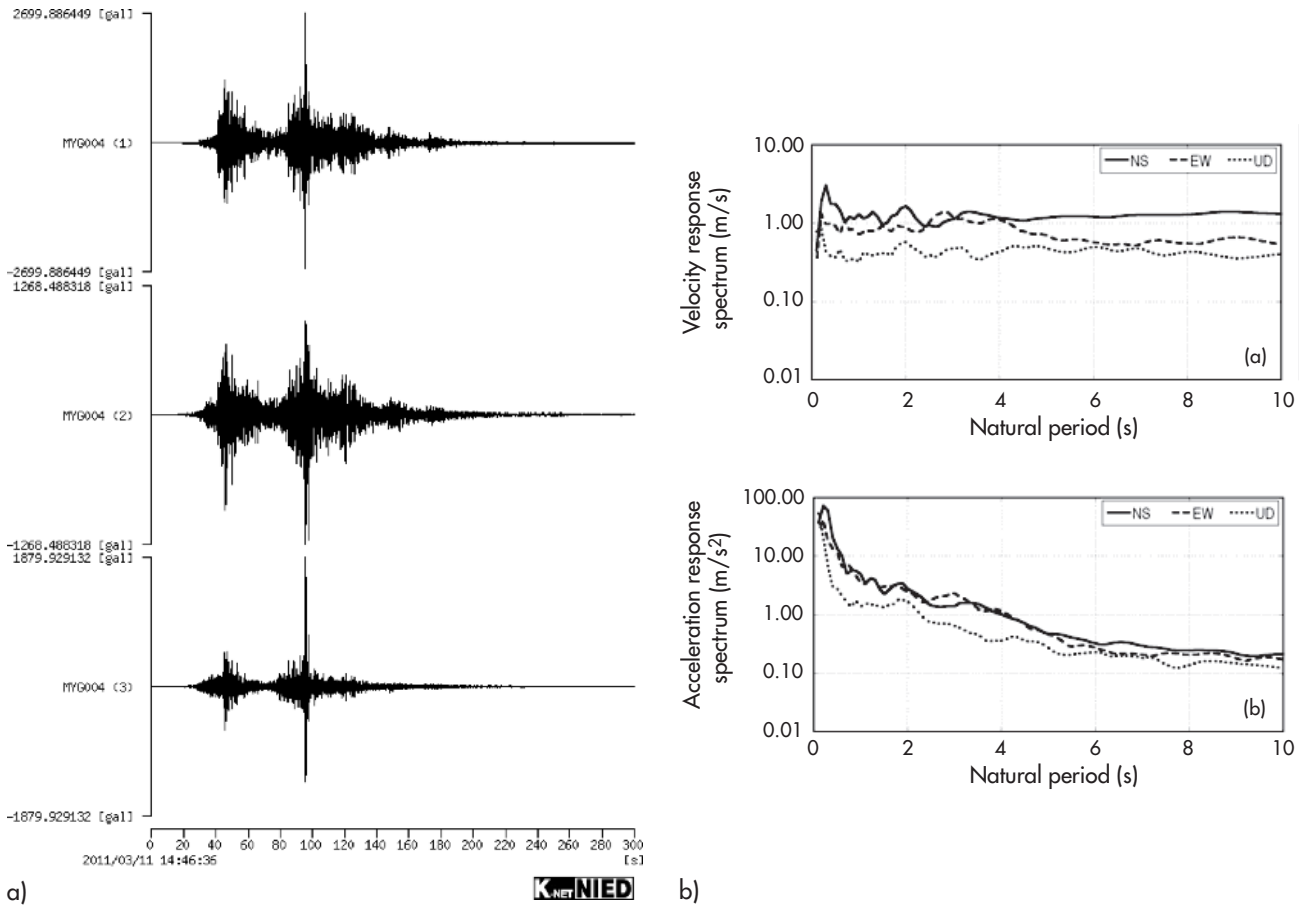 2699.886449 [gal]
MYG004 (1)
-2699.886449 [gal]
1268.488318 [gal]
MYG004 (2)
-1268.488318 [gal]
1879.929132 [gal]
MYG004 (3)
-1879.929132 [gal]
0 20 40 60 80 100 120 140 160 180 200 220 240 260 280 300
2011/03/11 14:46:36 [s]
K-NET NIED
a)
Velocity response
spectrum (m/s)
10.00
1.00
0.10
0.01
NS EW UD
(a)
0 2 4 6 8 10
Natural period (s)
Acceleration response
spectrum (m/s²)
100.00
10.00
1.00
0.10
0.01
NS EW UD
(b)
0 2 4 6 8 10
Natural period (s)
b)